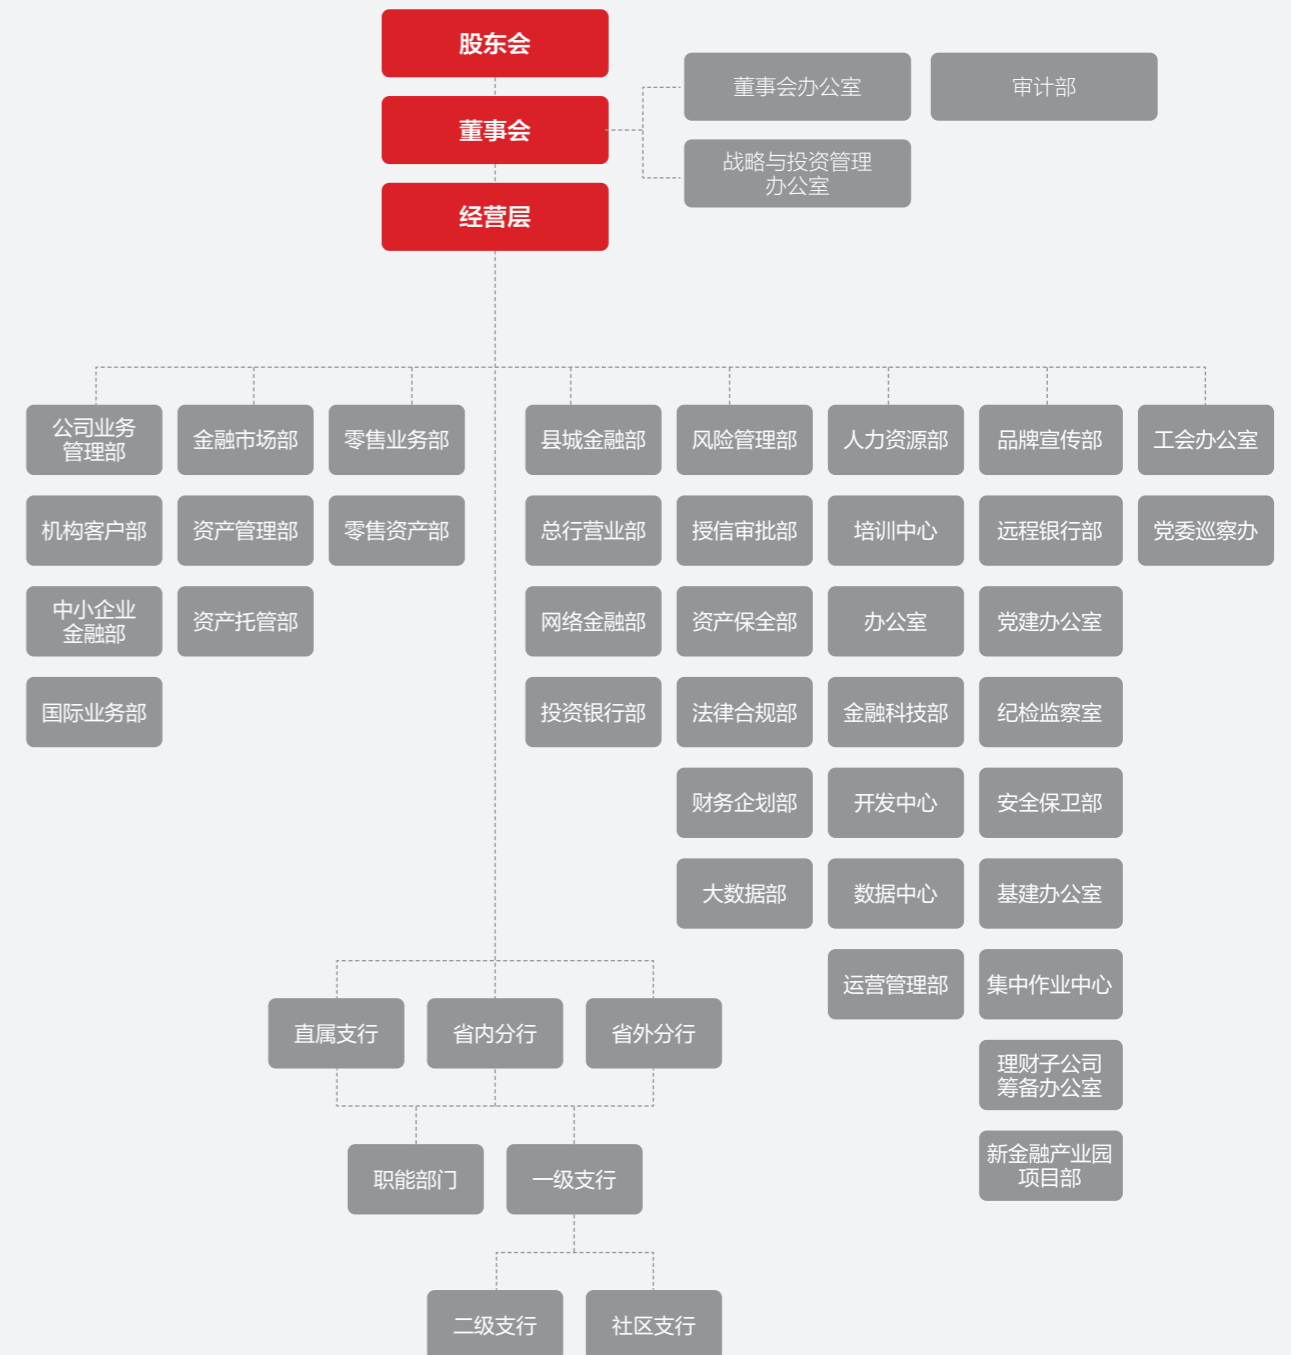 股东会
董事会
经营层
董事会办公室
审计部
战略与投资管理
办公室
公司业务
管理部
金融市场部
零售业务部
县城金融部
风险管理部
人力资源部
品牌宣传部
工会办公室
机构客户部
资产管理部
零售资产部
总行营业部
授信审批部
培训中心
远程银行部
党委巡察办
中小企业
金融部
资产托管部
网络金融部
资产保全部
办公室
党建办公室
国际业务部
投资银行部
法律合规部
金融科技部
纪检监察室
财务企划部
开发中心
安全保卫部
大数据部
数据中心
基建办公室
运营管理部
集中作业中心
直属支行
省内分行
省外分行
理财子公司
筹备办公室
新金融产业园
项目部
职能部门
一级支行
二级支行
社区支行